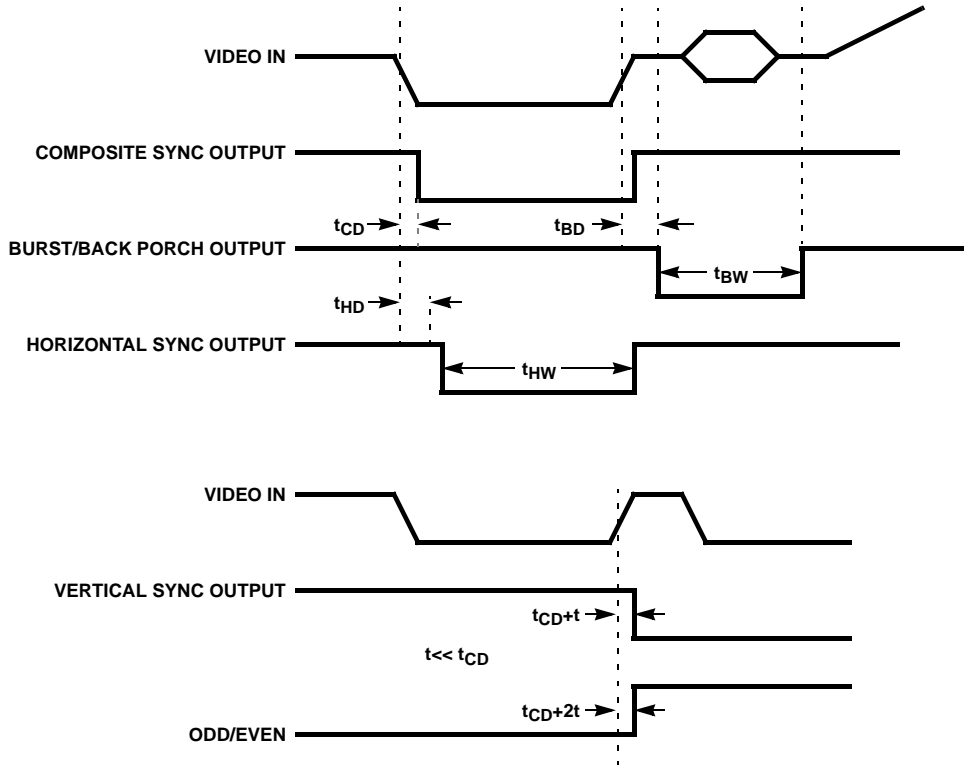 VIDEO IN
COMPOSITE SYNC OUTPUT
tCD
tBD
BURST/BACK PORCH OUTPUT
tBW
tHD
HORIZONTAL SYNC OUTPUT
tHW
VIDEO IN
VERTICAL SYNC OUTPUT
tCD+t
t<< tCD
tCD+2t
ODD/EVEN